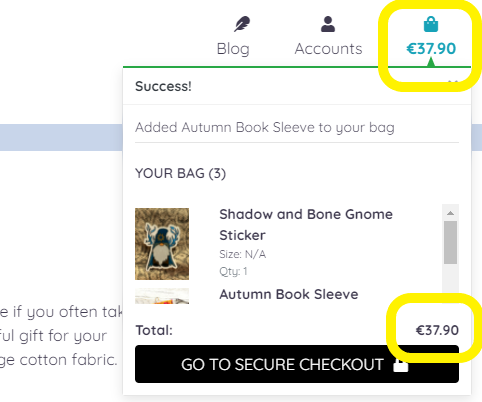 Blog
Accounts
€37.90
Success!
Added Autumn Book Sleeve to your bag
YOUR BAG (3)
Shadow and Bone Gnome
Sticker
Size: N/A
Qty: 1
Autumn Book Sleeve
e if you often tak
ful gift for your
ge cotton fabric.
Total:
€37.90
GO TO SECURE CHECKOUT